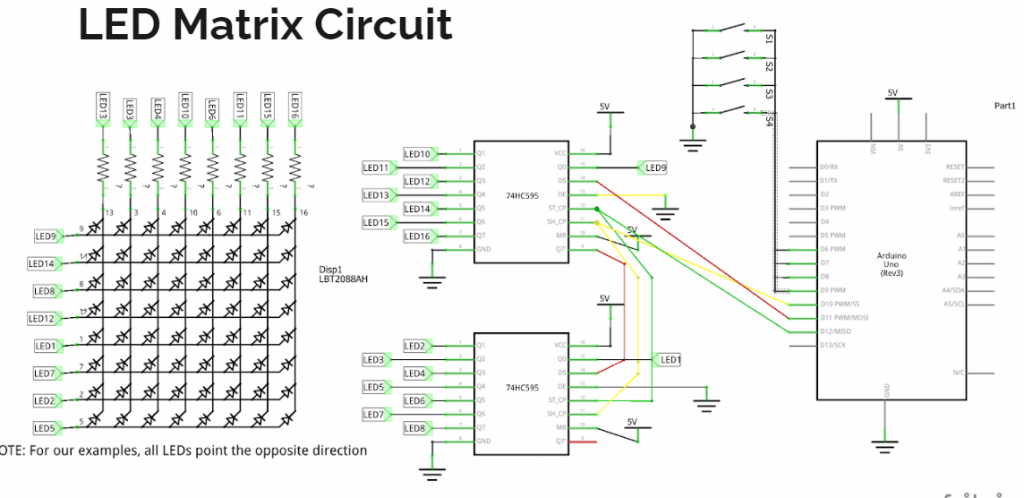 LED Matrix Circuit
LED13 LED3 LED4 LED10 LED6 LED11 LED15 LED16
? ? ? ? ? ? ? ?
13 3 4 10 6 11 15 16
LED9 9
LED14 14
LED8 8
LED12 12
LED1 1
LED7 7
LED2 2
LED5 5
Disp1
LBT2088AH
OTE: For our examples, all LEDs point the opposite direction
5V
LED10 Q1 VCC
LED11 Q2 Q0 LED9
LED12 Q3 DS
LED13 Q4 OE
LED14 Q5 ST_CP
LED15 Q6 SH_CP
LED16 Q7 MR 5V
GND Q7'
74HC595
5V
LED2 Q1 VCC
LED3 Q2 Q0 LED1
LED4 Q3 DS
LED5 Q4 OE
LED6 Q5 ST_CP
LED7 Q6 SH_CP
LED8 Q7 MR 5V
GND Q7'
74HC595
S1
S2
S3
S4
5V
Part1
VIN 5V 3V3
D0/RX RESET
D1/TX RESET2
D2 AREF
D3 PWM ioref
D4
D5 PWM A0
D6 PWM A1
D7 A2
D8 A3
D9 PWM A4/SDA
D10 PWM/SS A5/SCL
D11 PWM/MOSI
D12/MISO
D13/SCK
N/C
GND
Arduino
Uno
(Rev3)